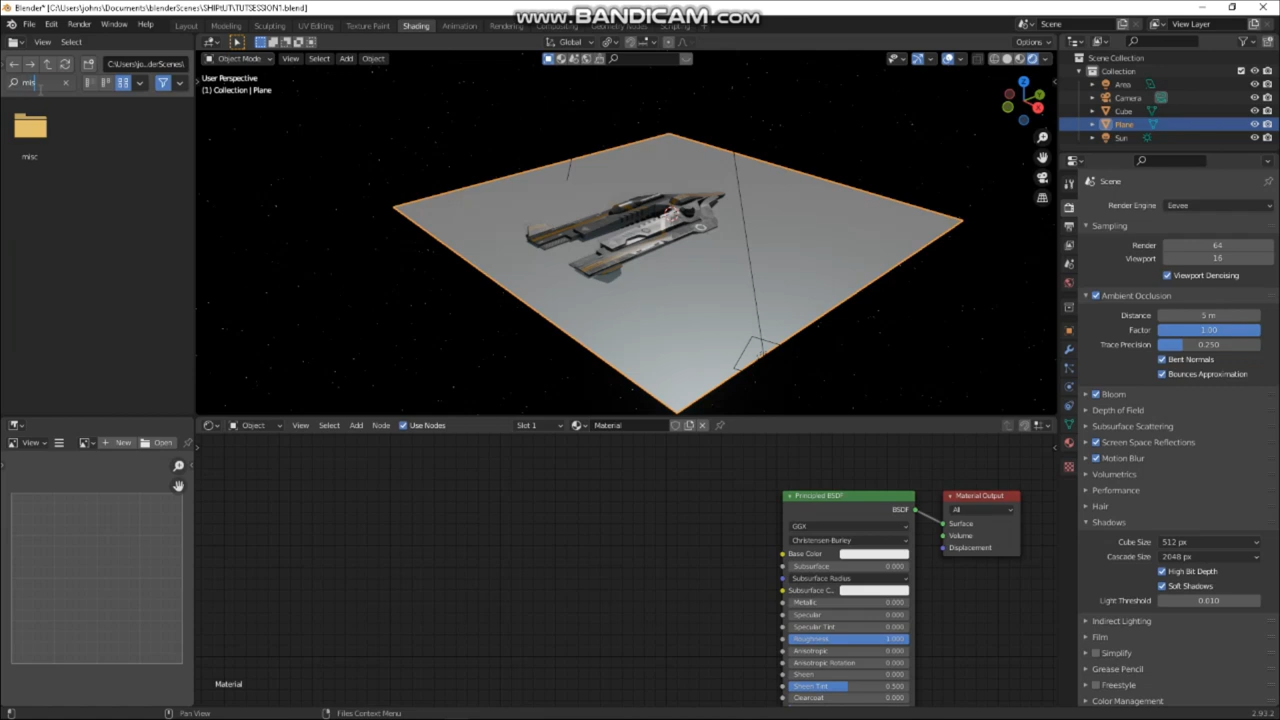 Blender* [C:\Users\johns\Documents\blenderScenes\SHIP\UT\TUTSESSION1.blend]
www.BANDICAM.com
File Edit Render Window Help Layout Modeling Sculpting UV Editing Texture Paint Shading Animation Rendering Compositing Geometry Nodes Scripting Scene View Layer
View Select Global Options
Object Mode View Select Add Object
C:\Users\jo...derScenes\
mis
misc
User Perspective
(1) Collection | Plane
Z
Y
X
Scene Collection
Collection
Area
Camera
Cube
Plane
Sun
Scene
Render Engine Eevee
Sampling
Render 64
Viewport 16
Viewport Denoising
Ambient Occlusion
Distance 5 m
Factor 1.00
Trace Precision 0.250
Bent Normals
Bounces Approximation
Bloom
Depth of Field
Subsurface Scattering
Screen Space Reflections
Motion Blur
Volumetrics
Performance
Hair
Shadows
Cube Size 512 px
Cascade Size 2048 px
High Bit Depth
Soft Shadows
Light Threshold 0.010
Indirect Lighting
Film
Simplify
Grease Pencil
Freestyle
Color Management
View New Open
Object View Select Add Node Use Nodes Slot 1 Material
Principled BSDF
BSDF
GGX
Christensen-Burley
Base Color
Subsurface 0.000
Subsurface Radius
Subsurface C..
Metallic 0.000
Specular 0.000
Specular Tint 0.000
Roughness 1.000
Anisotropic 0.000
Anisotropic Rotation 0.000
Sheen 0.000
Sheen Tint 0.500
Clearcoat 0.000
Material Output
All
Surface
Volume
Displacement
Material
Pan View Files Context Menu 2.93.2